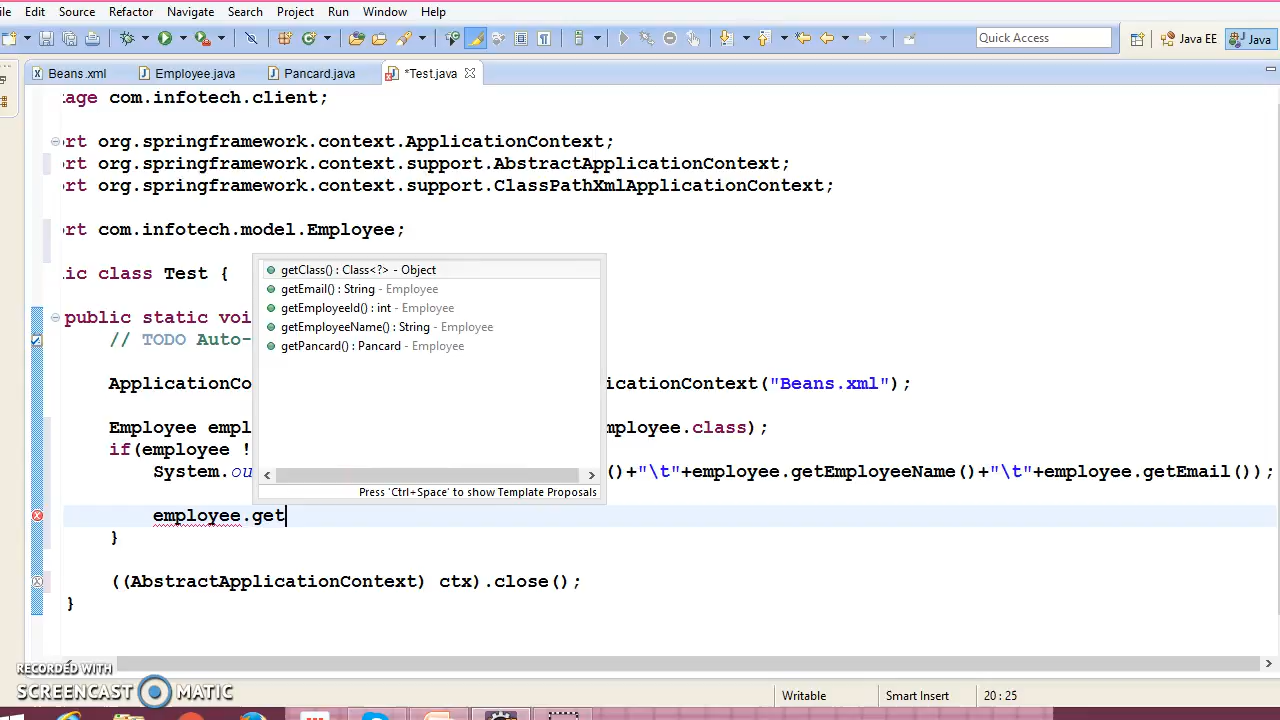 ile Edit Source Refactor Navigate Search Project Run Window Help
Quick Access
Java EE
Java
Beans.xml
Employee.java
Pancard.java
*Test.java
age com.infotech.client;
rt org.springframework.context.ApplicationContext;
rt org.springframework.context.support.AbstractApplicationContext;
rt org.springframework.context.support.ClassPathXmlApplicationContext;
rt com.infotech.model.Employee;
ic class Test {
getClass() : Class<?> - Object
getEmail() : String - Employee
getEmployeeId() : int - Employee
getEmployeeName() : String - Employee
getPancard() : Pancard - Employee
Press 'Ctrl+Space' to show Template Proposals
public static voi
// TODO Auto-
ApplicationCo icationContext("Beans.xml");
Employee empl mployee.class);
if(employee !
System.ou ()+"\t"+employee.getEmployeeName()+"\t"+employee.getEmail());
employee.get
}
((AbstractApplicationContext) ctx).close();
}
RECORDED WITH
SCREENCAST MATIC
Writable
Smart Insert
20 : 25